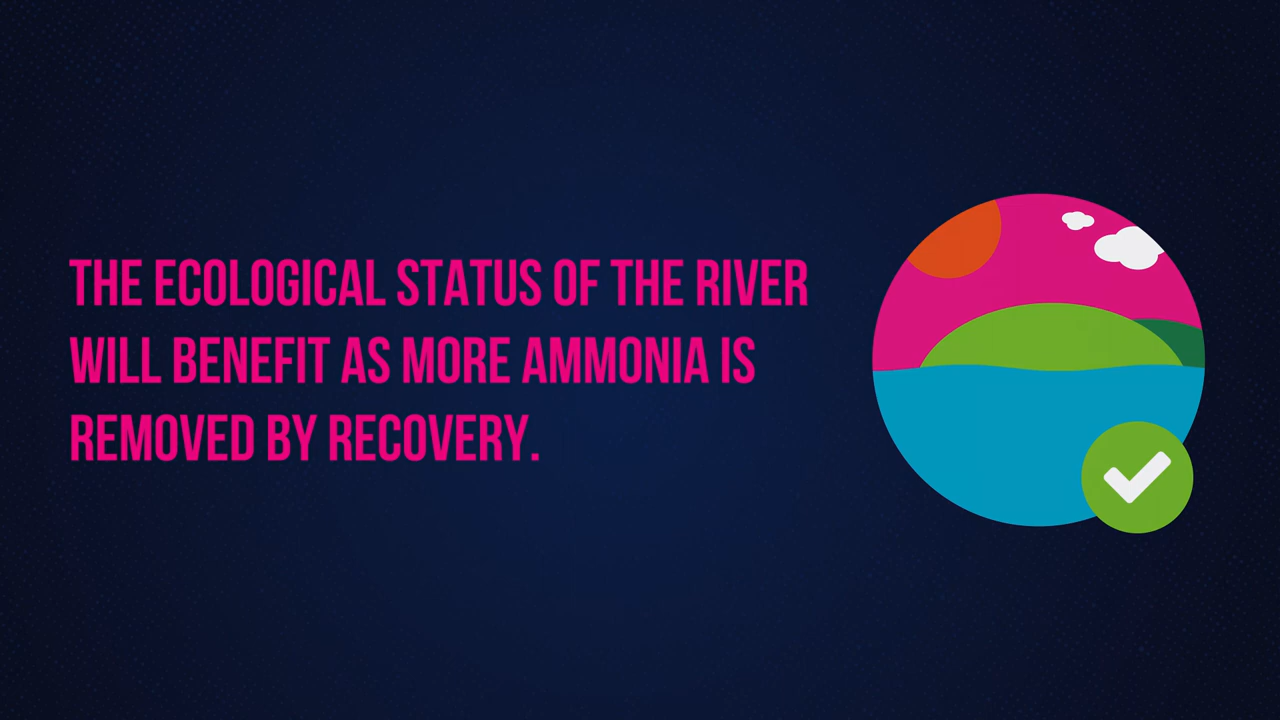 THE ECOLOGICAL STATUS OF THE RIVER
WILL BENEFIT AS MORE AMMONIA IS
REMOVED BY RECOVERY.